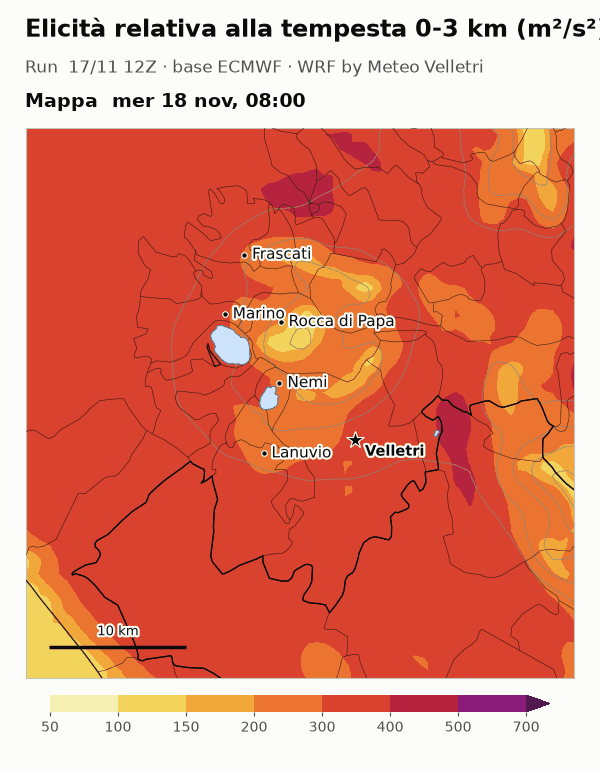 Elicità relativa alla tempesta 0-3 km (m²/s²)
Run  17/11 12Z · base ECMWF · WRF by Meteo Velletri
Mappa  mer 18 nov, 08:00
Frascati
Marino
Rocca di Papa
Nemi
Velletri
Lanuvio
10 km
50 100 150 200 300 400 500 700